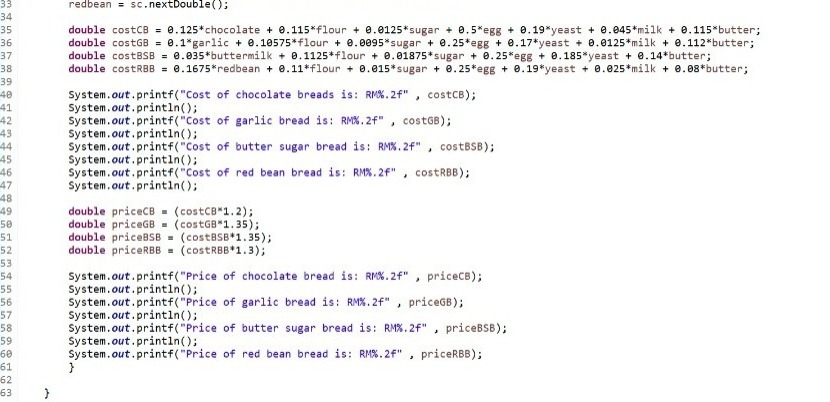 33 redbean = sc.nextDouble();
34
35 double costCB = 0.125*chocolate + 0.115*flour + 0.0125*sugar + 0.5*egg + 0.19*yeast + 0.045*milk + 0.115*butter;
36 double costGB = 0.1*garlic + 0.10575*flour + 0.0095*sugar + 0.25*egg + 0.17*yeast + 0.0125*milk + 0.112*butter;
37 double costBSB = 0.035*buttermilk + 0.1125*flour + 0.01875*sugar + 0.25*egg + 0.185*yeast + 0.14*butter;
38 double costRBB = 0.1675*redbean + 0.11*flour + 0.015*sugar + 0.25*egg + 0.19*yeast + 0.025*milk + 0.08*butter;
39
40 System.out.printf("Cost of chocolate breads is: RM%.2f" , costCB);
41 System.out.println();
42 System.out.printf("Cost of garlic bread is: RM%.2f" , costGB);
43 System.out.println();
44 System.out.printf("Cost of butter sugar bread is: RM%.2f" , costBSB);
45 System.out.println();
46 System.out.printf("Cost of red bean bread is: RM%.2f" , costRBB);
47 System.out.println();
48
49 double priceCB = (costCB*1.2);
50 double priceGB = (costGB*1.35);
51 double priceBSB = (costBSB*1.35);
52 double priceRBB = (costRBB*1.3);
53
54 System.out.printf("Price of chocolate bread is: RM%.2f" , priceCB);
55 System.out.println();
56 System.out.printf("Price of garlic bread is: RM%.2f" , priceGB);
57 System.out.println();
58 System.out.printf("Price of butter sugar bread is: RM%.2f" , priceBSB);
59 System.out.println();
60 System.out.printf("Price of red bean bread is: RM%.2f" , priceRBB);
61 }
62
63 }